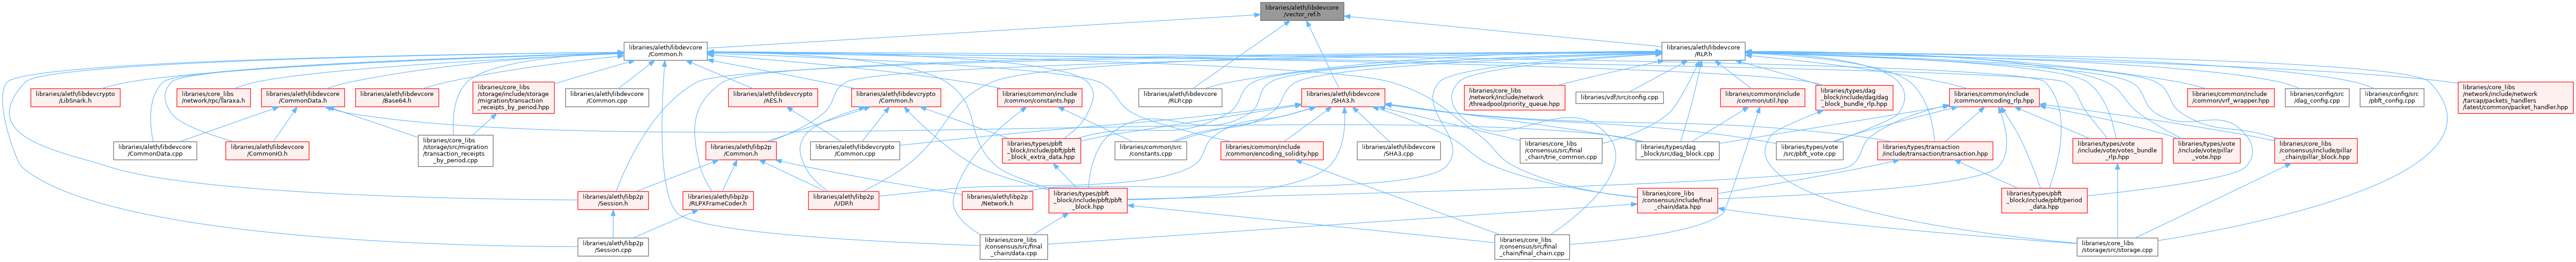 libraries/aleth/libdevcore
/vector_ref.h
libraries/aleth/libdevcore
/Common.h
libraries/aleth/libdevcore
/RLP.h
libraries/aleth/libdevcrypto
/LibSnark.h
libraries/core_libs
/network/rpc/Taraxa.h
libraries/aleth/libdevcore
/CommonData.h
libraries/aleth/libdevcore
/Base64.h
libraries/core_libs
/storage/include/storage
/migration/transaction
_receipts_by_period.hpp
libraries/aleth/libdevcore
/Common.cpp
libraries/aleth/libdevcrypto
/AES.h
libraries/aleth/libdevcrypto
/Common.h
libraries/common/include
/common/constants.hpp
libraries/aleth/libdevcore
/RLP.cpp
libraries/aleth/libdevcore
/SHA3.h
libraries/core_libs
/network/include/network
/threadpool/priority_queue.hpp
libraries/vdf/src/config.cpp
libraries/common/include
/common/util.hpp
libraries/types/dag
_block/include/dag/dag
_block_bundle_rlp.hpp
libraries/common/include
/common/encoding_rlp.hpp
libraries/common/include
/common/vrf_wrapper.hpp
libraries/config/src
/dag_config.cpp
libraries/config/src
/pbft_config.cpp
libraries/core_libs
/network/include/network
/tarcap/packets_handlers
/latest/common/packet_handler.hpp
libraries/aleth/libdevcore
/CommonData.cpp
libraries/aleth/libdevcore
/CommonIO.h
libraries/core_libs
/storage/src/migration
/transaction_receipts
_by_period.cpp
libraries/aleth/libp2p
/Common.h
libraries/aleth/libdevcrypto
/Common.cpp
libraries/types/pbft
_block/include/pbft/pbft
_block_extra_data.hpp
libraries/common/src
/constants.cpp
libraries/common/include
/common/encoding_solidity.hpp
libraries/aleth/libdevcore
/SHA3.cpp
libraries/core_libs
/consensus/src/final
_chain/trie_common.cpp
libraries/types/dag
_block/src/dag_block.cpp
libraries/types/vote
/src/pbft_vote.cpp
libraries/types/transaction
/include/transaction/transaction.hpp
libraries/types/vote
/include/vote/votes_bundle
_rlp.hpp
libraries/types/vote
/include/vote/pillar
_vote.hpp
libraries/core_libs
/consensus/include/pillar
_chain/pillar_block.hpp
libraries/aleth/libp2p
/Session.h
libraries/aleth/libp2p
/RLPXFrameCoder.h
libraries/aleth/libp2p
/UDP.h
libraries/aleth/libp2p
/Network.h
libraries/types/pbft
_block/include/pbft/pbft
_block.hpp
libraries/core_libs
/consensus/include/final
_chain/data.hpp
libraries/types/pbft
_block/include/pbft/period
_data.hpp
libraries/aleth/libp2p
/Session.cpp
libraries/core_libs
/consensus/src/final
_chain/data.cpp
libraries/core_libs
/consensus/src/final
_chain/final_chain.cpp
libraries/core_libs
/storage/src/storage.cpp